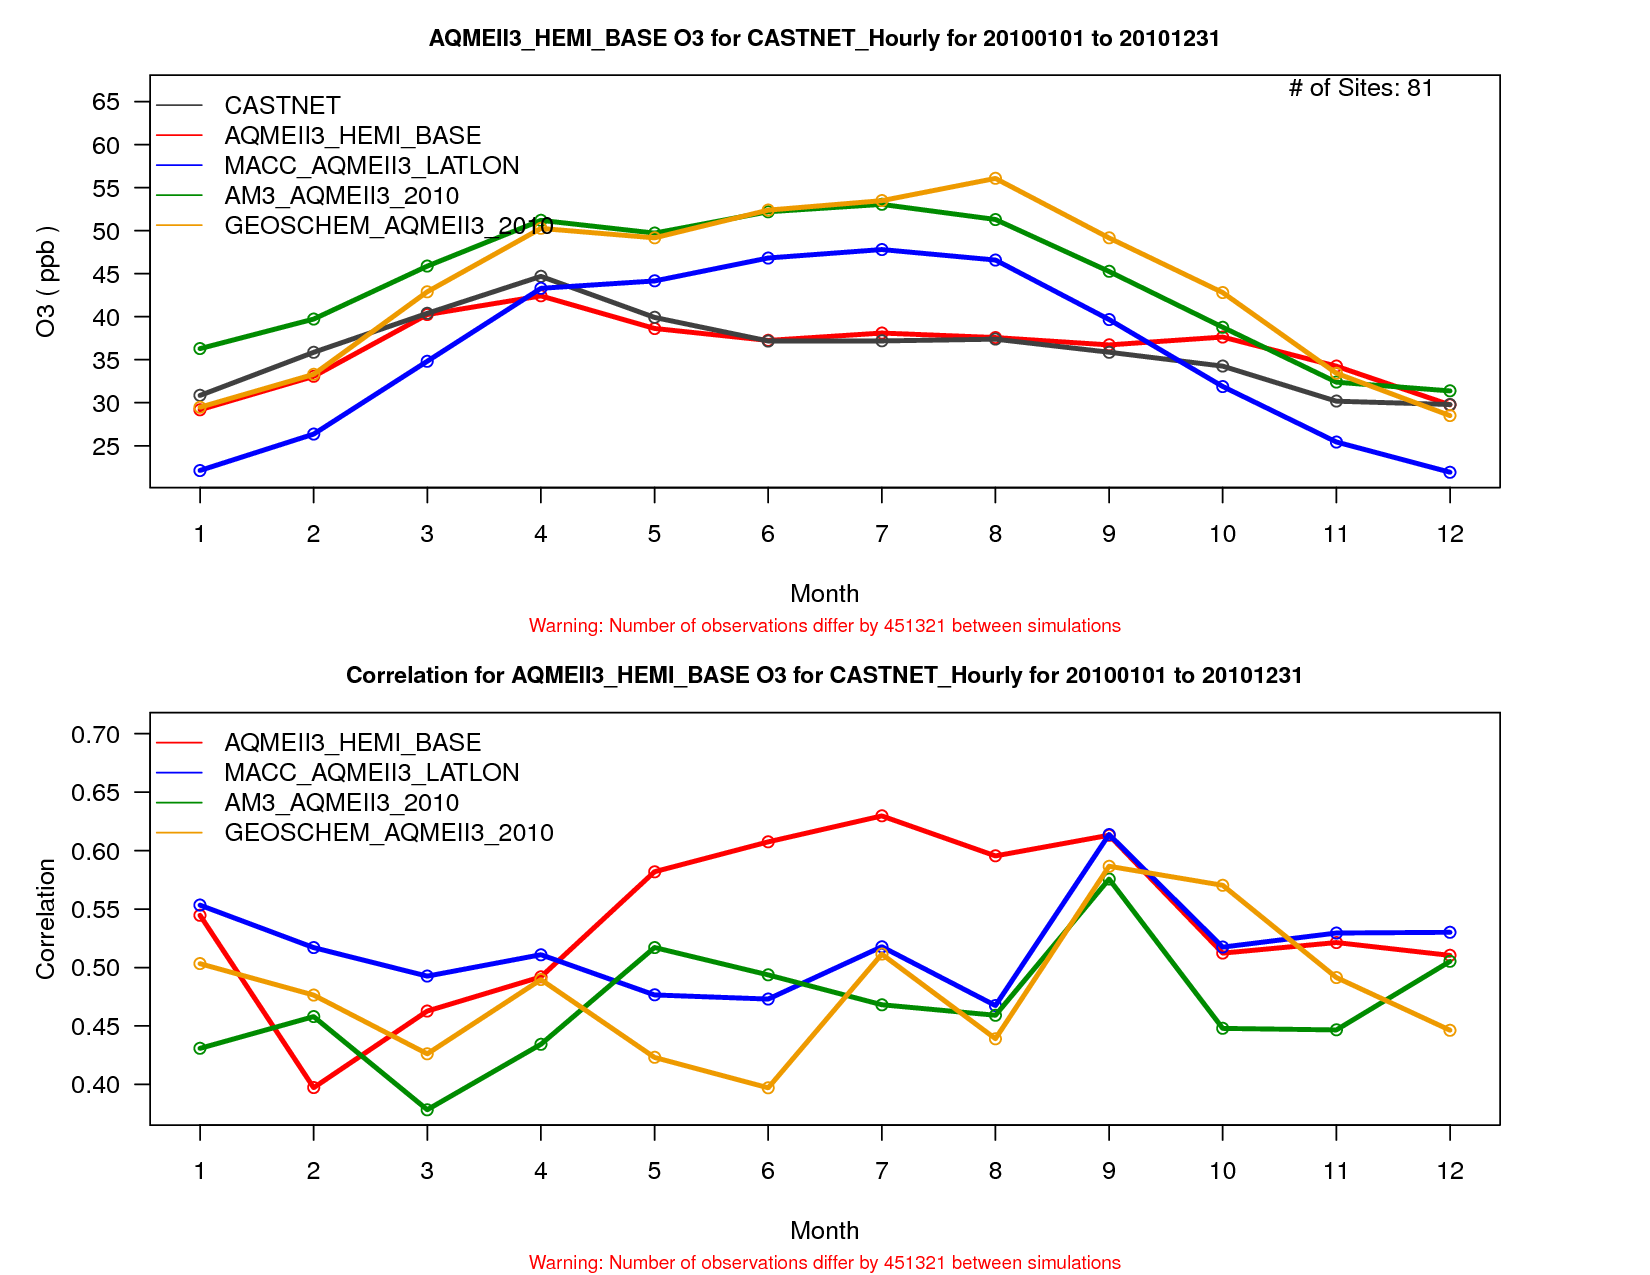 AQMEII3_HEMI_BASE O3 for CASTNET_Hourly for 20100101 to 20101231
# of Sites: 81
CASTNET
AQMEII3_HEMI_BASE
MACC_AQMEII3_LATLON
AM3_AQMEII3_2010
GEOSCHEM_AQMEII3_2010
65
60
55
50
45
40
35
30
25
O3 ( ppb )
1 2 3 4 5 6 7 8 9 10 11 12
Month
Warning: Number of observations differ by 451321 between simulations
Correlation for AQMEII3_HEMI_BASE O3 for CASTNET_Hourly for 20100101 to 20101231
AQMEII3_HEMI_BASE
MACC_AQMEII3_LATLON
AM3_AQMEII3_2010
GEOSCHEM_AQMEII3_2010
0.70
0.65
0.60
0.55
0.50
0.45
0.40
Correlation
1 2 3 4 5 6 7 8 9 10 11 12
Month
Warning: Number of observations differ by 451321 between simulations